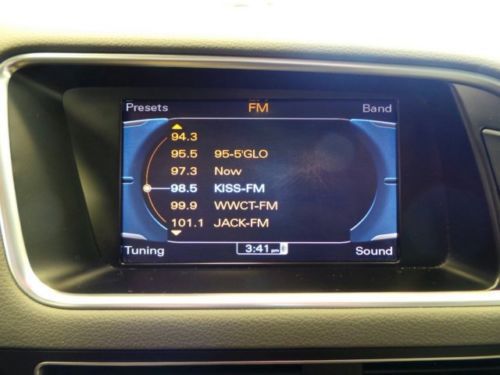 Presets FM Band
94.3
95.5 95-5'GLO
97.3 Now
98.5 KISS-FM
99.9 WWCT-FM
101.1 JACK-FM
Tuning 3:41 pm Sound